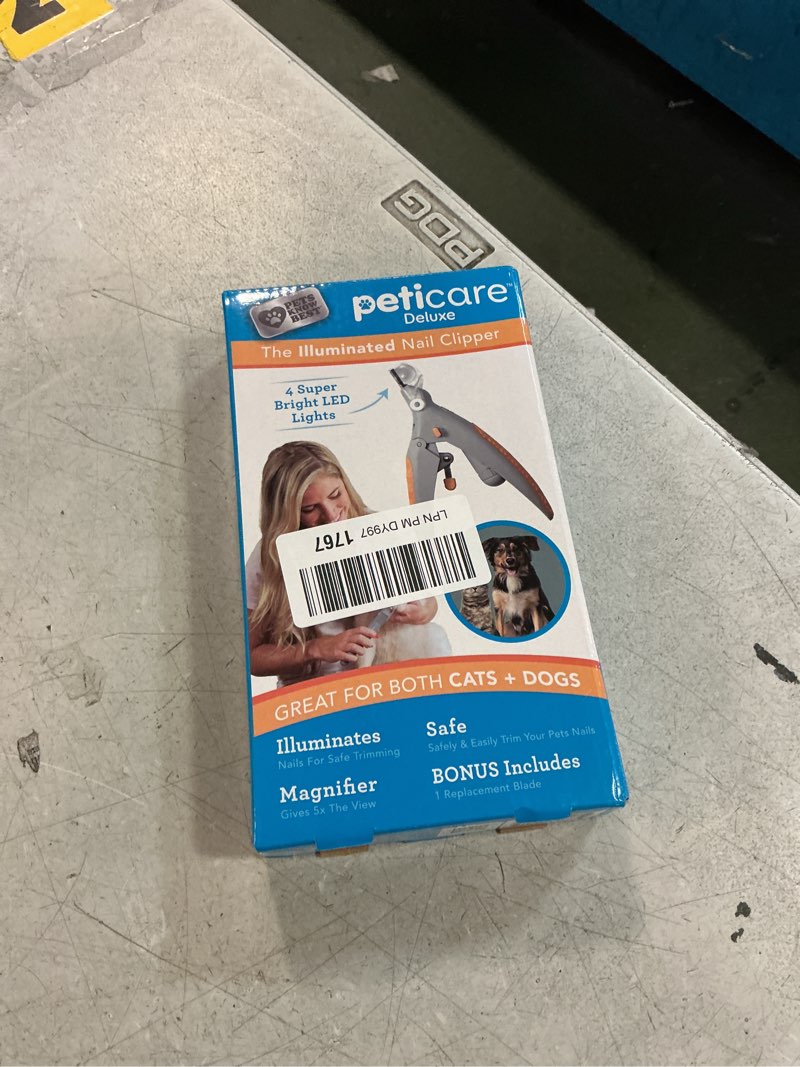 PDG
PETS
KNOW
BEST
peticare™
Deluxe
The Illuminated Nail Clipper
4 Super
Bright LED
Lights
LPN PM DY997 1767
GREAT FOR BOTH CATS + DOGS
Illuminates
Nails For Safe Trimming
Safe
Safely & Easily Trim Your Pets Nails
Magnifier
Gives 5x The View
BONUS Includes
1 Replacement Blade